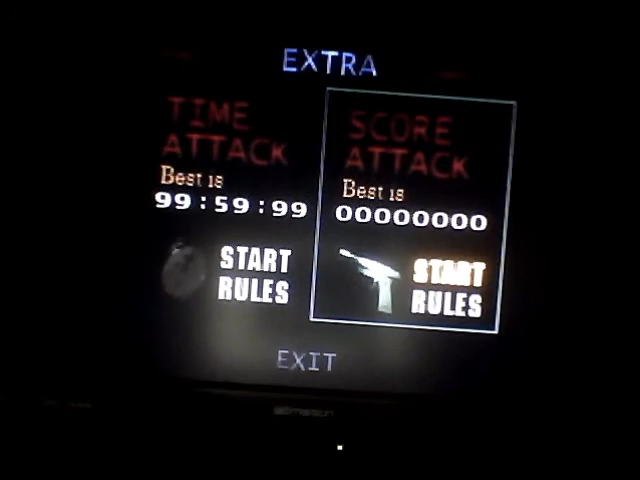 EXTRA
TIME
ATTACK
Best is
99:59:99
START
RULES
SCORE
ATTACK
Best is
00000000
START
RULES
EXIT